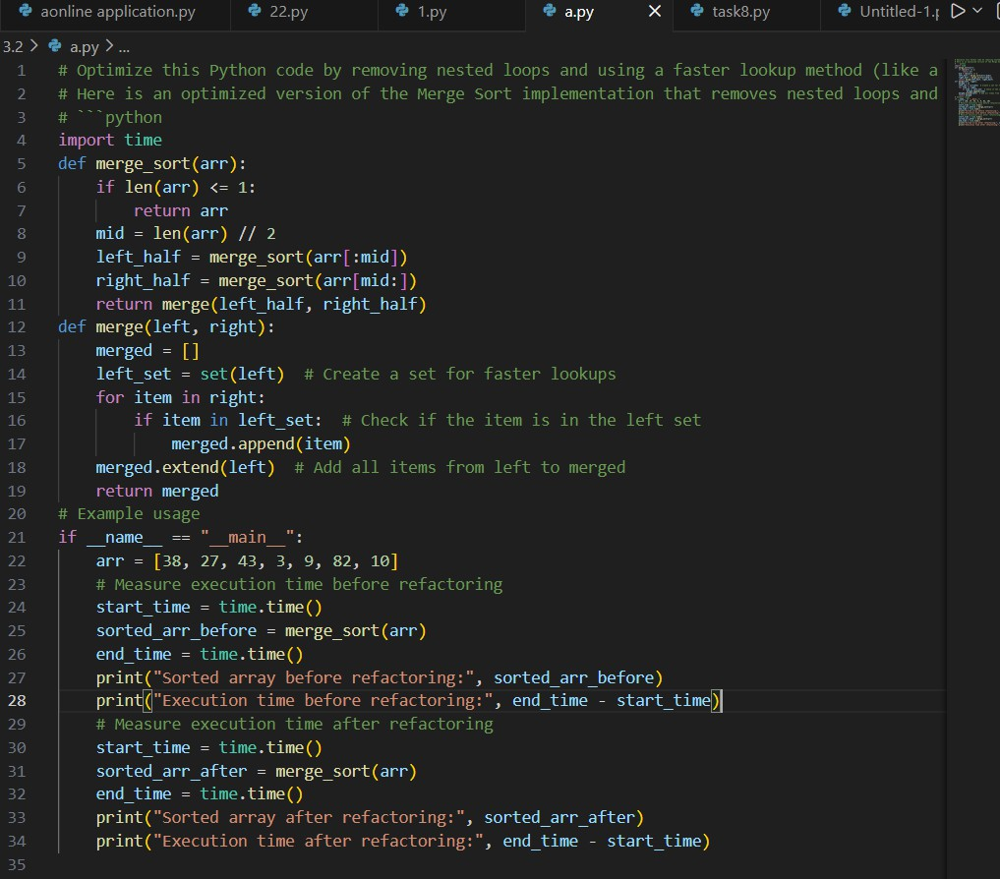 aonline application.py 22.py 1.py a.py task8.py Untitled-1.p
3.2 > a.py > ...
1 # Optimize this Python code by removing nested loops and using a faster lookup method (like a
2 # Here is an optimized version of the Merge Sort implementation that removes nested loops and
3 # ```python
4 import time
5 def merge_sort(arr):
6     if len(arr) <= 1:
7         return arr
8     mid = len(arr) // 2
9     left_half = merge_sort(arr[:mid])
10     right_half = merge_sort(arr[mid:])
11     return merge(left_half, right_half)
12 def merge(left, right):
13     merged = []
14     left_set = set(left)  # Create a set for faster lookups
15     for item in right:
16         if item in left_set:  # Check if the item is in the left set
17             merged.append(item)
18     merged.extend(left)  # Add all items from left to merged
19     return merged
20 # Example usage
21 if __name__ == "__main__":
22     arr = [38, 27, 43, 3, 9, 82, 10]
23     # Measure execution time before refactoring
24     start_time = time.time()
25     sorted_arr_before = merge_sort(arr)
26     end_time = time.time()
27     print("Sorted array before refactoring:", sorted_arr_before)
28     print("Execution time before refactoring:", end_time - start_time)
29     # Measure execution time after refactoring
30     start_time = time.time()
31     sorted_arr_after = merge_sort(arr)
32     end_time = time.time()
33     print("Sorted array after refactoring:", sorted_arr_after)
34     print("Execution time after refactoring:", end_time - start_time)
35